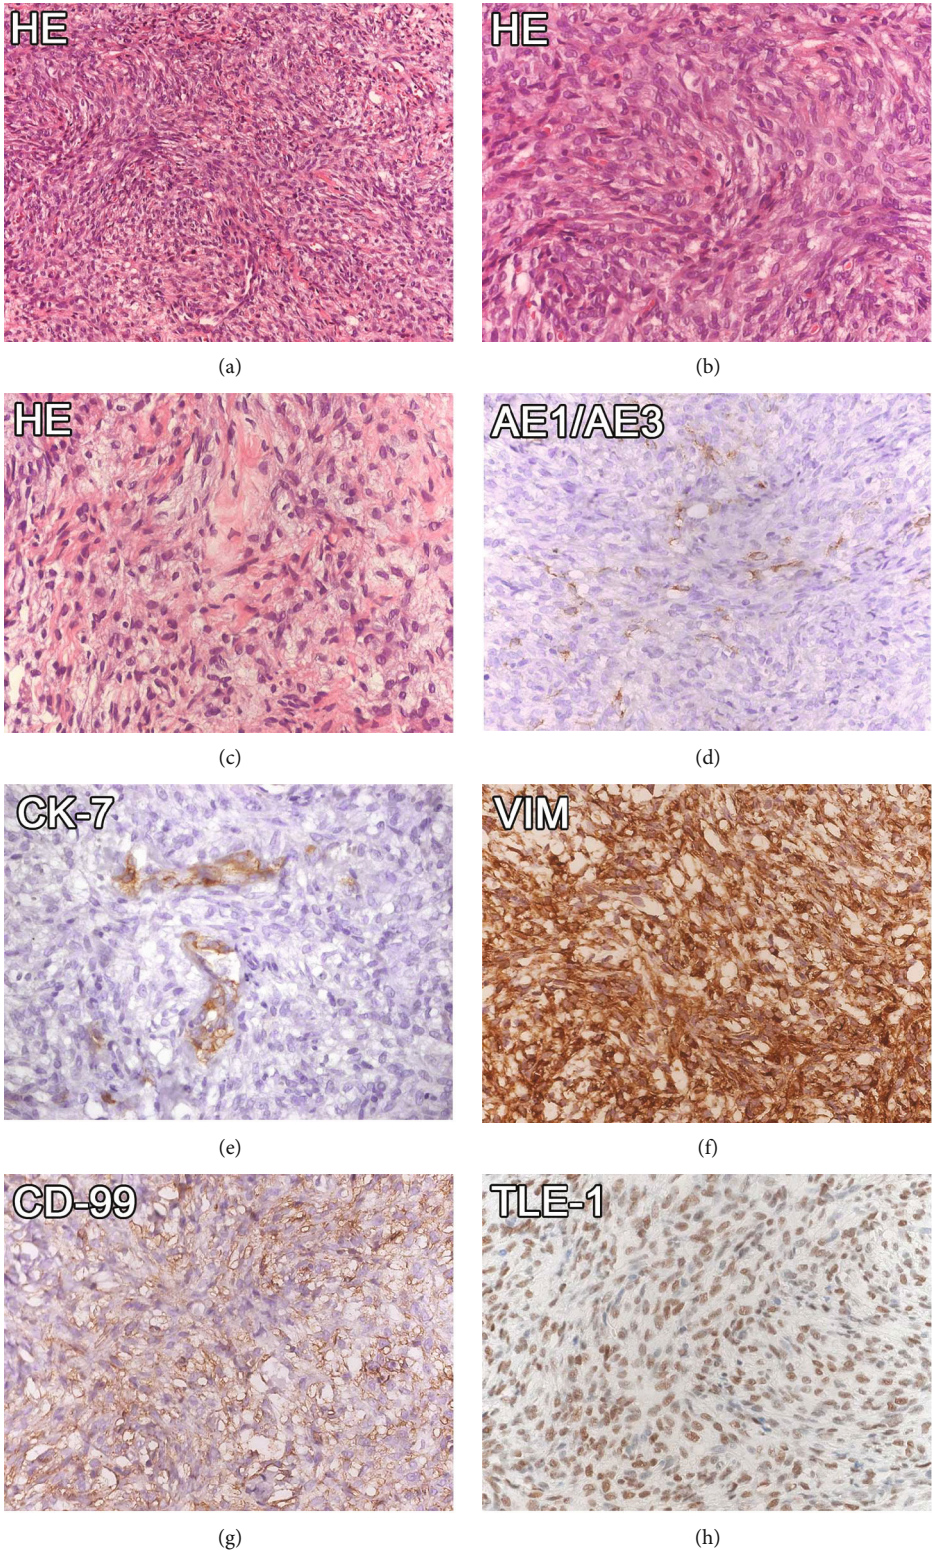 HE
HE
(a)
(b)
HE
AE1/AE3
(c)
(d)
CK-7
VIM
(e)
(f)
CD-99
TLE-1
(g)
(h)